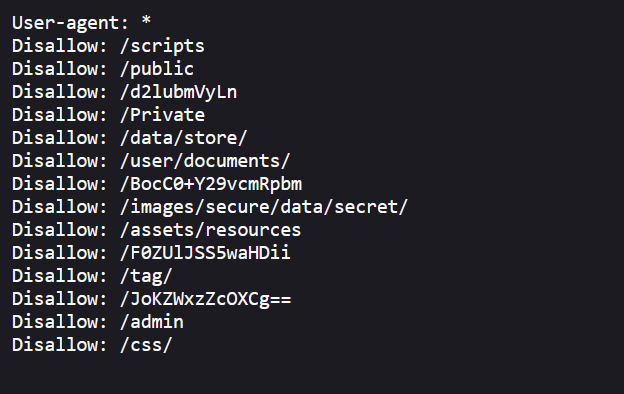 User-agent: *
Disallow: /scripts
Disallow: /public
Disallow: /d2lubmVyLn
Disallow: /Private
Disallow: /data/store/
Disallow: /user/documents/
Disallow: /BocC0+Y29vcmRpbm
Disallow: /images/secure/data/secret/
Disallow: /assets/resources
Disallow: /F0ZUlJSS5waHDii
Disallow: /tag/
Disallow: /JoKZWxzZcOXCg==
Disallow: /admin
Disallow: /css/